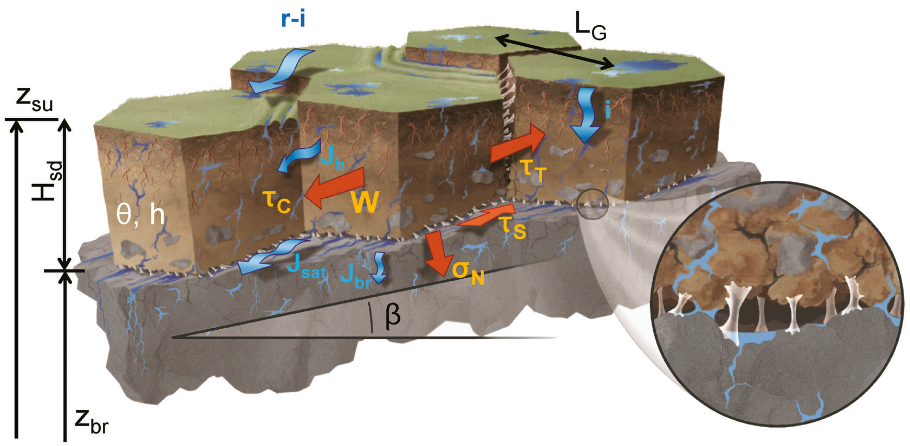 r-i
L_G
z_su
i
H_sd
J_h
τ_T
τ_C
W
θ, h
τ_S
J_sat
J_br
σ_N
β
z_br